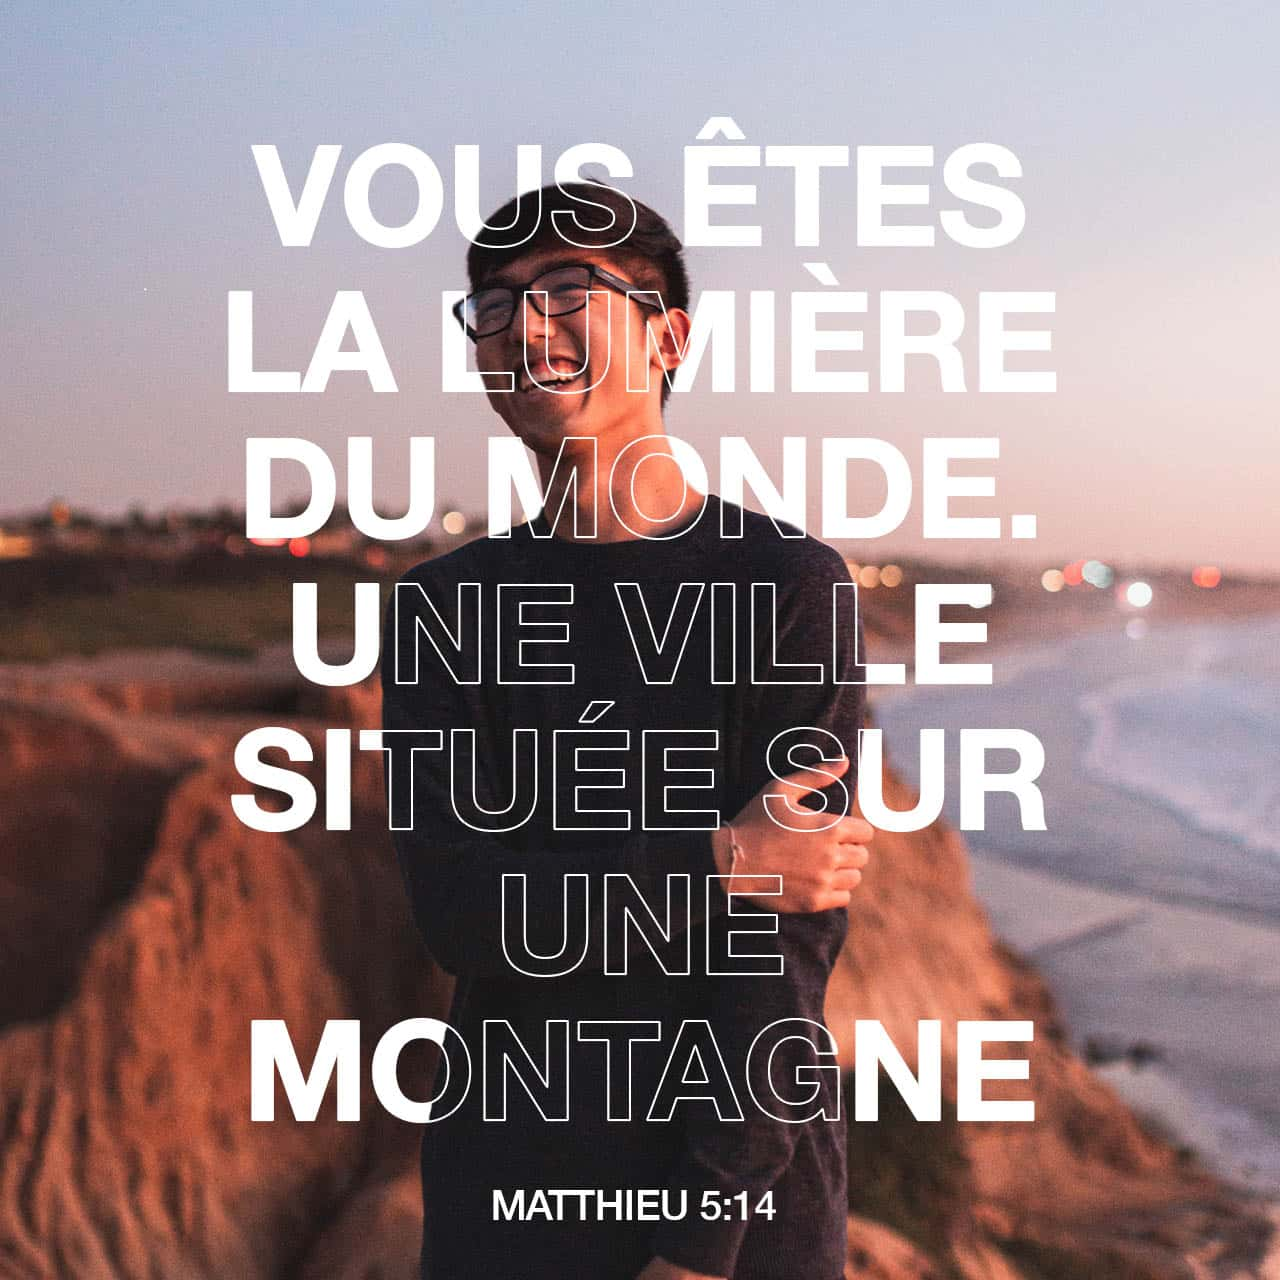 VOUS ÊTES
LA LUMIÈRE
DU MONDE.
UNE VILLE
SITUÉE SUR
UNE
MONTAGNE
MATTHIEU 5:14